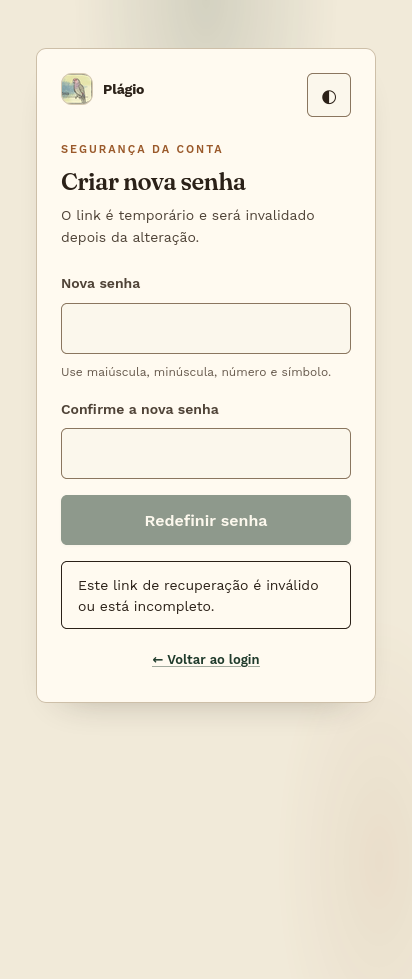 Plágio
SEGURANÇA DA CONTA
Criar nova senha
O link é temporário e será invalidado
depois da alteração.
Nova senha
Use maiúscula, minúscula, número e símbolo.
Confirme a nova senha
Redefinir senha
Este link de recuperação é inválido
ou está incompleto.
← Voltar ao login